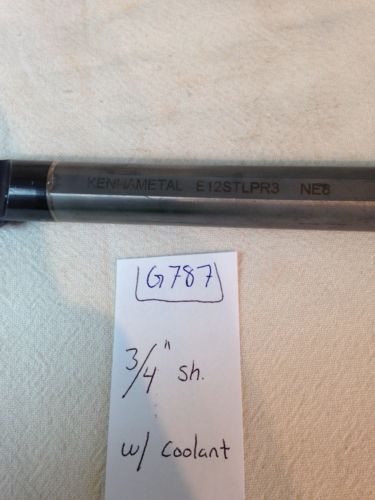 KENNAMETAL E12STLPR3 NE8
G787
3/4" sh.
w/ coolant